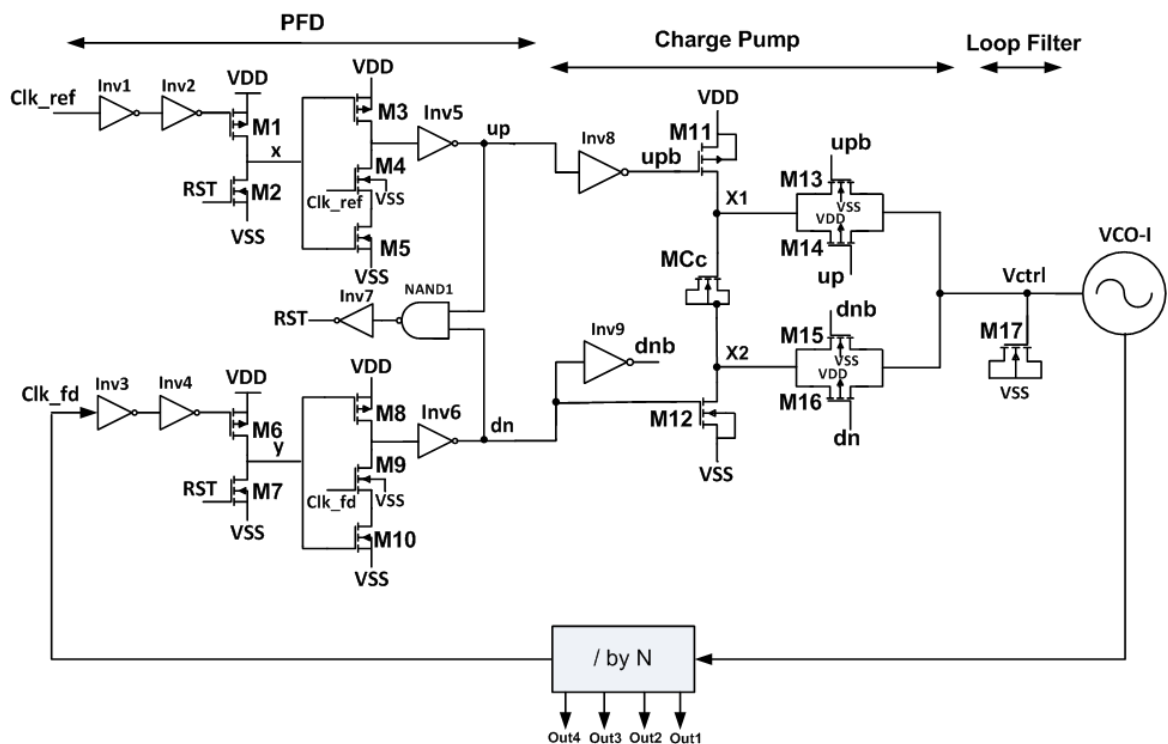 PFD
Charge Pump
Loop Filter
Clk_ref
Inv1
Inv2
VDD
M1
x
RST
M2
VSS
VDD
M3
M4
VSS
Clk_ref
M5
VSS
Inv5
up
Inv7
NAND1
RST
Inv8
upb
VDD
M11
X1
upb
M13
VSS
VDD
M14
up
MCc
Vctrl
VCO-I
M17
VSS
Inv9
dnb
X2
dnb
M15
VSS
VDD
M16
dn
M12
VSS
Clk_fd
Inv3
Inv4
VDD
M6
y
RST
M7
VSS
VDD
M8
Inv6
dn
M9
VSS
Clk_fd
M10
VSS
/ by N
Out4 Out3 Out2 Out1